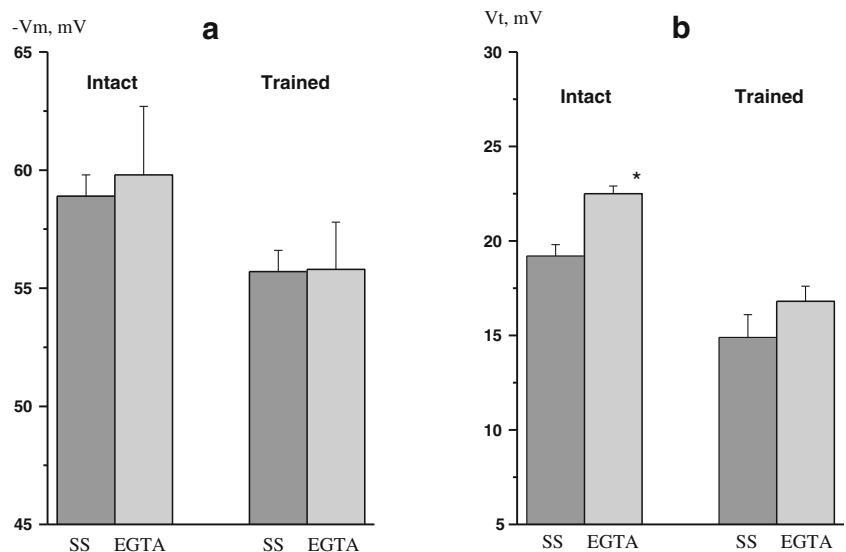 -Vm, mV
a
65
60
55
50
45
Intact
Trained
SS EGTA SS EGTA
Vt, mV
b
30
25
20
15
10
5
Intact
Trained
*
SS EGTA SS EGTA